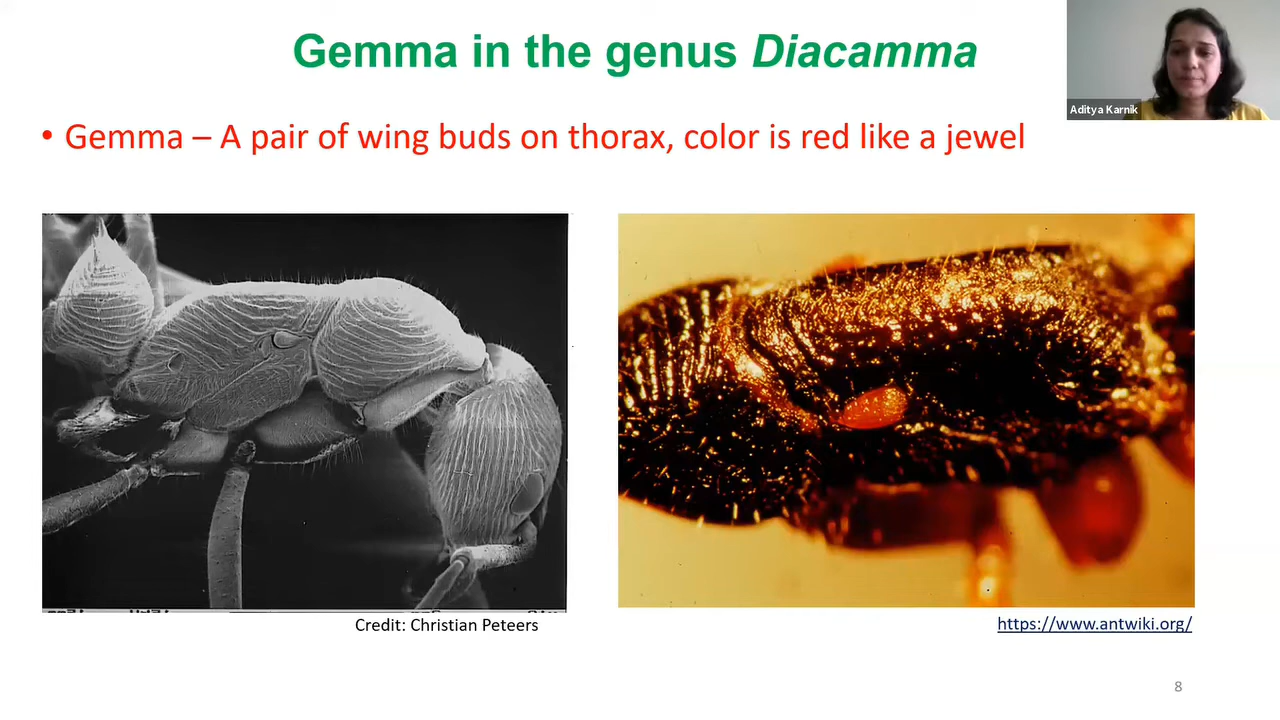 Gemma in the genus Diacamma
Aditya Karnik
• Gemma – A pair of wing buds on thorax, color is red like a jewel
Credit: Christian Peteers
https://www.antwiki.org/
8